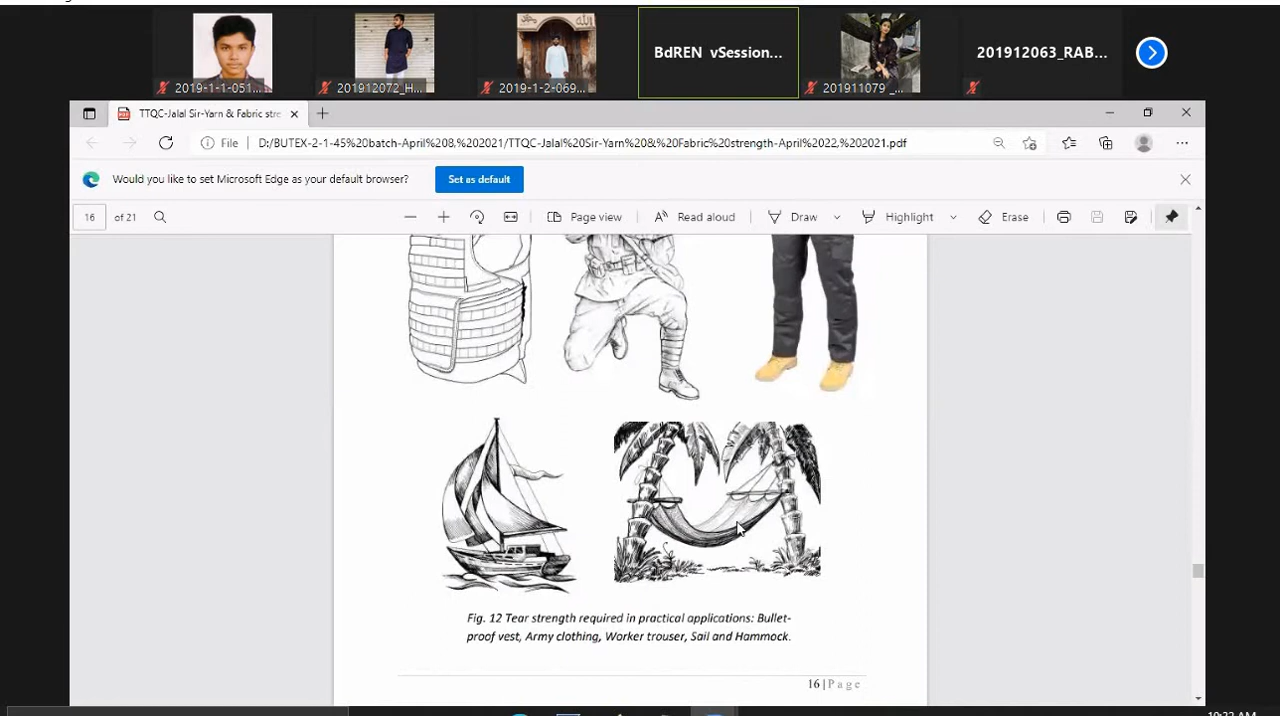 BdREN vSession...
201912063_RAB...
2019-1-1-051...
201912072_H...
2019-1-2-069...
201911079 _...
TTQC-Jalal Sir-Yarn & Fabric stre
File
D:/BUTEX-2-1-45%20batch-April%208,%202021/TTQC-Jalal%20Sir-Yarn%20&%20Fabric%20strength-April%2022,%202021.pdf
Would you like to set Microsoft Edge as your default browser?
Set as default
16 of 21
Page view
Read aloud
Draw
Highlight
Erase
Fig. 12 Tear strength required in practical applications: Bullet-
proof vest, Army clothing, Worker trouser, Sail and Hammock.
16 | P a g e